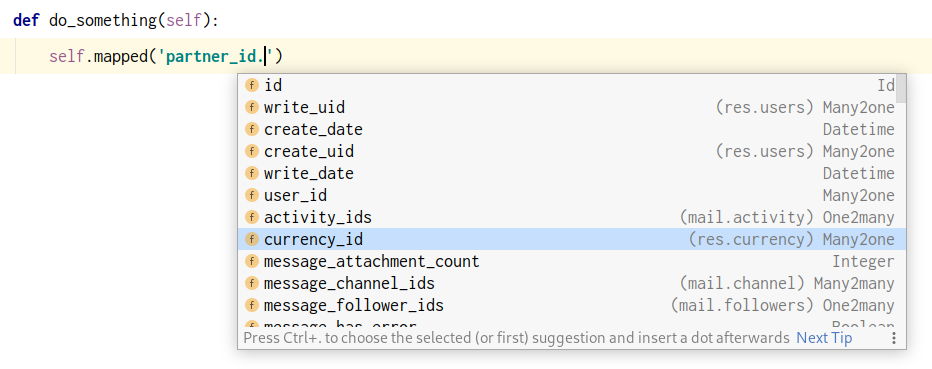 def do_something(self):
self.mapped('partner_id.')
f id Id
f write_uid (res.users) Many2one
f create_date Datetime
f create_uid (res.users) Many2one
f write_date Datetime
f user_id Many2one
f activity_ids (mail.activity) One2many
f currency_id (res.currency) Many2one
f message_attachment_count Integer
f message_channel_ids (mail.channel) Many2many
f message_follower_ids (mail.followers) One2many
f message_has_error Boolean
Press Ctrl+. to choose the selected (or first) suggestion and insert a dot afterwards Next Tip